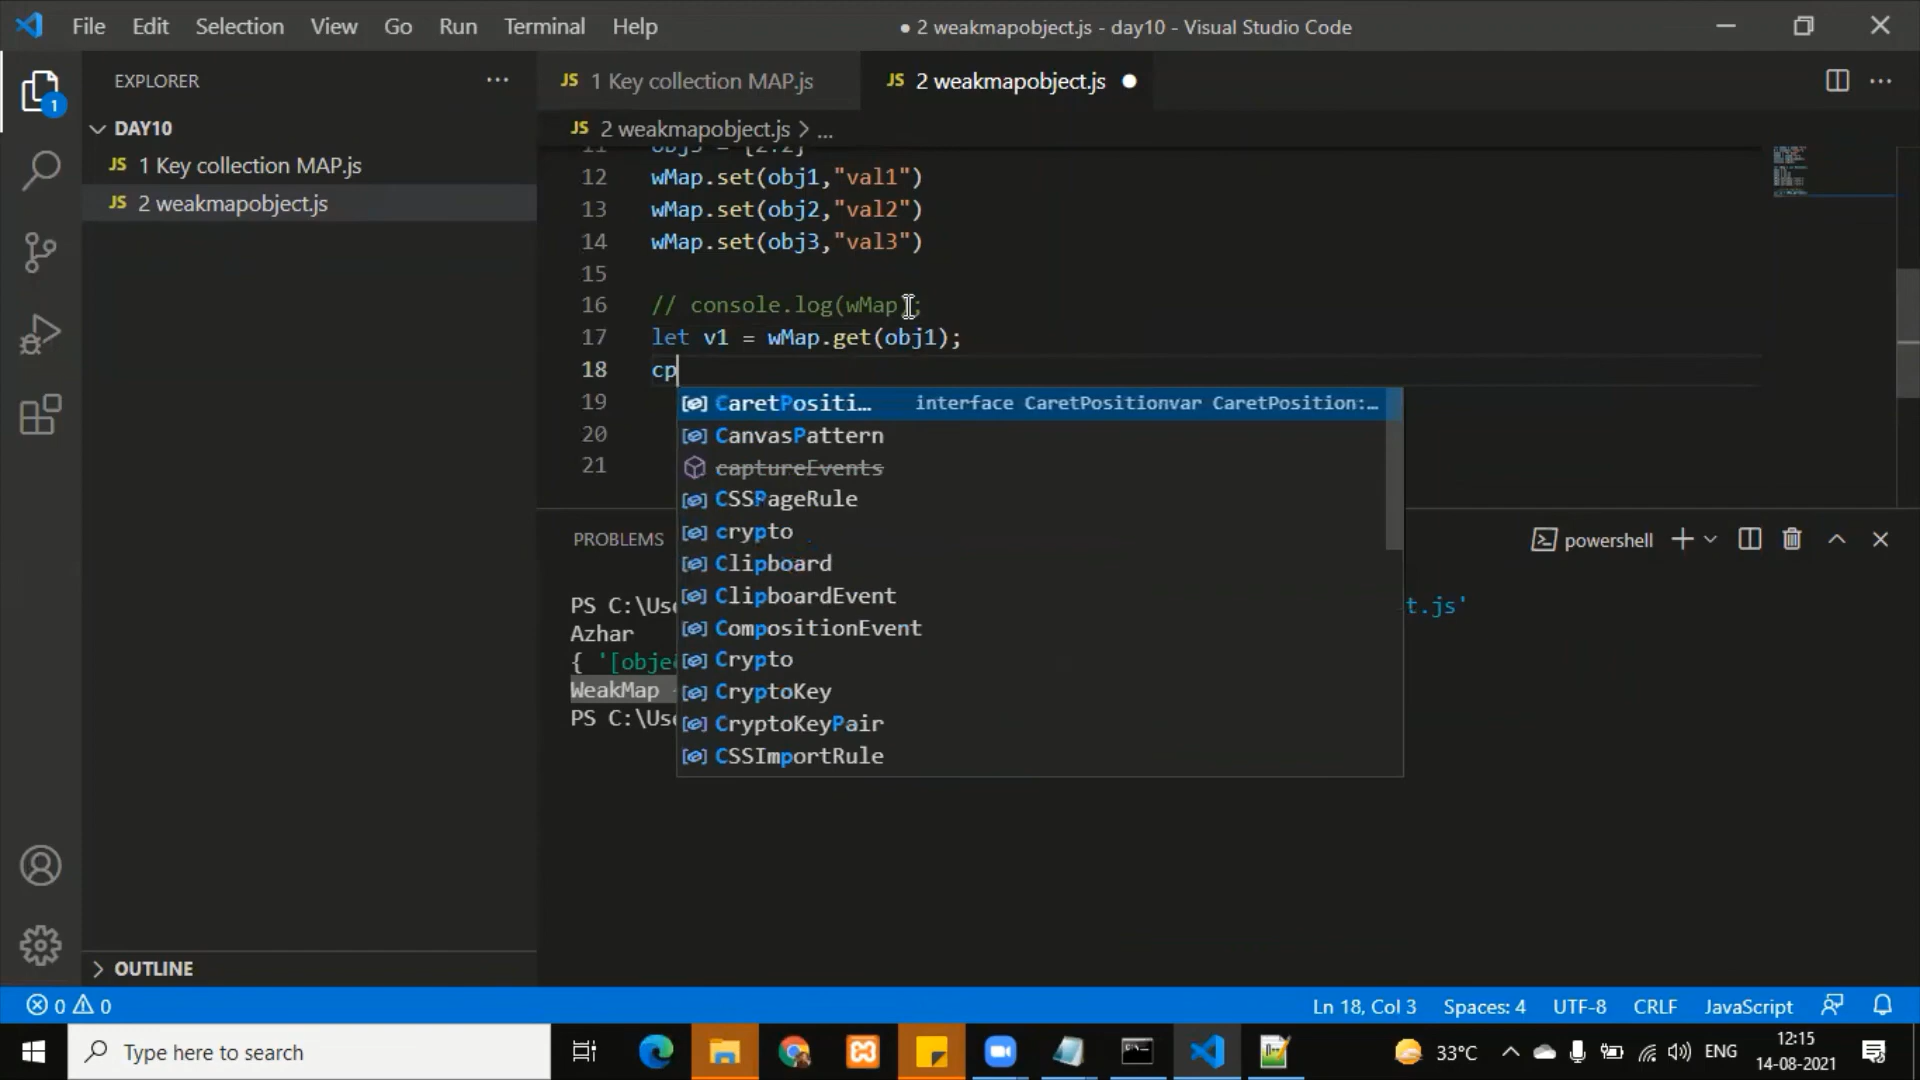 File Edit Selection View Go Run Terminal Help
● 2 weakmapobject.js - day10 - Visual Studio Code
EXPLORER
JS 1 Key collection MAP.js
JS 2 weakmapobject.js
DAY10
JS 1 Key collection MAP.js
JS 2 weakmapobject.js
JS 2 weakmapobject.js > ...
12 wMap.set(obj1,"val1")
13 wMap.set(obj2,"val2")
14 wMap.set(obj3,"val3")
15
16 // console.log(wMap);
17 let v1 = wMap.get(obj1);
18 cp
19
20
21
CaretPositi… interface CaretPositionvar CaretPosition:…
CanvasPattern
captureEvents
CSSPageRule
crypto
Clipboard
ClipboardEvent
CompositionEvent
Crypto
CryptoKey
CryptoKeyPair
CSSImportRule
PROBLEMS
powershell
PS C:\Use
t.js'
Azhar
{ '[obje
WeakMap
PS C:\Use
1
OUTLINE
0 0
Ln 18, Col 3 Spaces: 4 UTF-8 CRLF JavaScript
Type here to search
33°C
ENG
12:15
14-08-2021